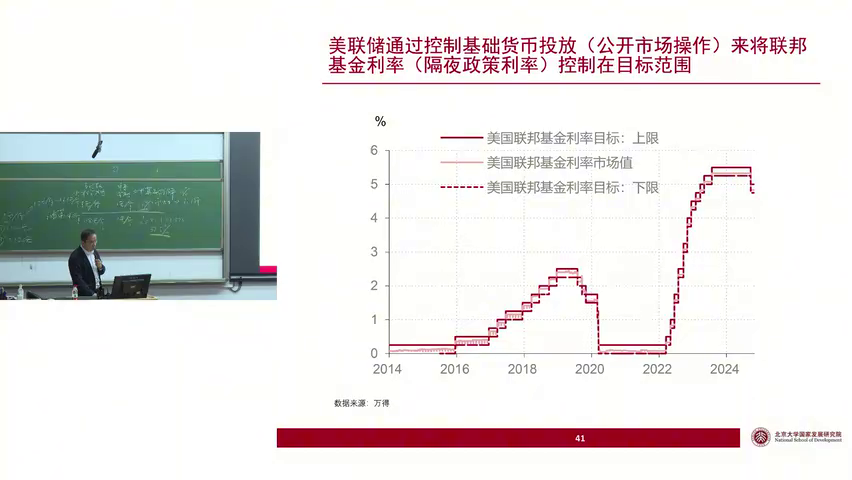 美联储通过控制基础货币投放（公开市场操作）来将联邦
基金利率（隔夜政策利率）控制在目标范围
%
美国联邦基金利率目标：上限
美国联邦基金利率市场值
美国联邦基金利率目标：下限
6
5
4
3
2
1
0
2014
2016
2018
2020
2022
2024
数据来源：万得
41
北京大学国家发展研究院
National School of Development